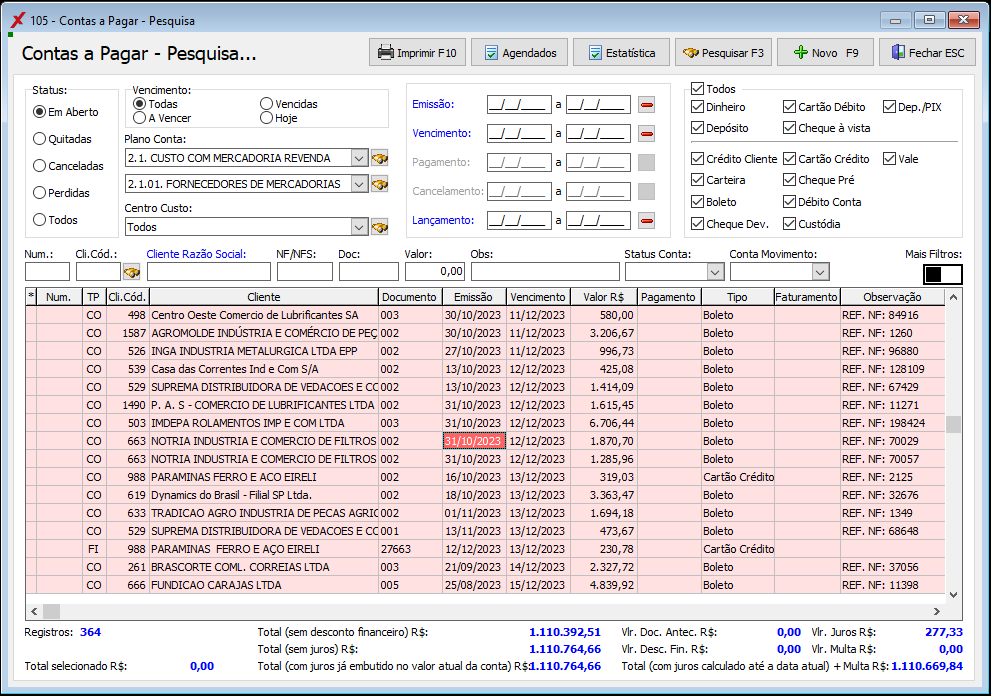 105 - Contas a Pagar - Pesquisa
Contas a Pagar - Pesquisa...
Imprimir F10
Agendados
Estatística
Pesquisar F3
Novo F9
Fechar ESC
Status:
Em Aberto
Quitadas
Canceladas
Perdidas
Todos
Vencimento:
Todas
Vencidas
A Vencer
Hoje
Plano Conta:
2.1. CUSTO COM MERCADORIA REVENDA
2.1.01. FORNECEDORES DE MERCADORIAS
Centro Custo:
Todos
Emissão: __/__/____ a __/__/____
Vencimento: __/__/____ a __/__/____
Pagamento: __/__/____ a __/__/____
Cancelamento: __/__/____ a __/__/____
Lançamento: __/__/____ a __/__/____
Todos
Dinheiro Cartão Débito Dep./PIX
Depósito Cheque à vista
Crédito Cliente Cartão Crédito Vale
Carteira Cheque Pré
Boleto Débito Conta
Cheque Dev. Custódia
Num.: Cli.Cód.: Cliente Razão Social: NF/NFS: Doc: Valor: Obs: Status Conta: Conta Movimento: Mais Filtros:
0,00
* Num. TP Cli.Cód. Cliente Documento Emissão Vencimento Valor R$ Pagamento Tipo Faturamento Observação
CO 498 Centro Oeste Comercio de Lubrificantes SA 003 30/10/2023 11/12/2023 580,00 Boleto REF. NF: 84916
CO 1587 AGROMOLDE INDÚSTRIA E COMÉRCIO DE PEÇ 002 30/10/2023 11/12/2023 3.206,67 Boleto REF. NF: 1260
CO 526 INGA INDUSTRIA METALURGICA LTDA EPP 002 27/10/2023 11/12/2023 996,73 Boleto REF. NF: 96880
CO 539 Casa das Correntes Ind e Com S/A 002 13/10/2023 12/12/2023 425,08 Boleto REF. NF: 128109
CO 529 SUPREMA DISTRIBUIDORA DE VEDACOES E CO 002 13/10/2023 12/12/2023 1.414,09 Boleto REF. NF: 67429
CO 1490 P. A. S - COMERCIO DE LUBRIFICANTES LTDA 002 31/10/2023 12/12/2023 1.615,45 Boleto REF. NF: 11271
CO 503 IMDEPA ROLAMENTOS IMP E COM LTDA 003 31/10/2023 12/12/2023 6.706,44 Boleto REF. NF: 198424
CO 663 NOTRIA INDUSTRIA E COMERCIO DE FILTROS 002 31/10/2023 12/12/2023 1.870,70 Boleto REF. NF: 70029
CO 663 NOTRIA INDUSTRIA E COMERCIO DE FILTROS 002 31/10/2023 12/12/2023 1.285,96 Boleto REF. NF: 70057
CO 988 PARAMINAS FERRO E ACO EIRELI 002 16/10/2023 13/12/2023 319,03 Cartão Crédito REF. NF: 2125
CO 619 Dynamics do Brasil - Filial SP Ltda. 002 18/10/2023 13/12/2023 3.363,47 Boleto REF. NF: 32676
CO 633 TRADICAO AGRO INDUSTRIA DE PECAS AGRIC 002 01/11/2023 13/12/2023 1.694,18 Boleto REF. NF: 1349
CO 529 SUPREMA DISTRIBUIDORA DE VEDACOES E CO 001 13/11/2023 13/12/2023 473,67 Boleto REF. NF: 68648
FI 988 PARAMINAS FERRO E AÇO EIRELI 27663 12/12/2023 13/12/2023 230,78 Cartão Crédito
CO 261 BRASCORTE COML. CORREIAS LTDA 003 21/09/2023 14/12/2023 2.327,72 Boleto REF. NF: 37056
CO 666 FUNDICAO CARAJAS LTDA 005 25/08/2023 15/12/2023 4.839,92 Boleto REF. NF: 11398
Registros: 364 Total (sem desconto financeiro) R$: 1.110.392,51 Vlr. Doc. Antec. R$: 0,00 Vlr. Juros R$: 277,33
Total (sem juros) R$: 1.110.764,66 Vlr. Desc. Fin. R$: 0,00 Vlr. Multa R$: 0,00
Total selecionado R$: 0,00 Total (com juros já embutido no valor atual da conta) R$: 1.110.764,66 Total (com juros calculado até a data atual) + Multa R$: 1.110.669,84